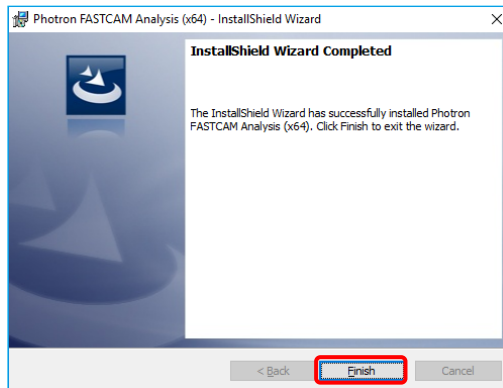 Photron FASTCAM Analysis (x64) - InstallShield Wizard
InstallShield Wizard Completed
The InstallShield Wizard has successfully installed Photron
FASTCAM Analysis (x64). Click Finish to exit the wizard.
< Back
Finish
Cancel